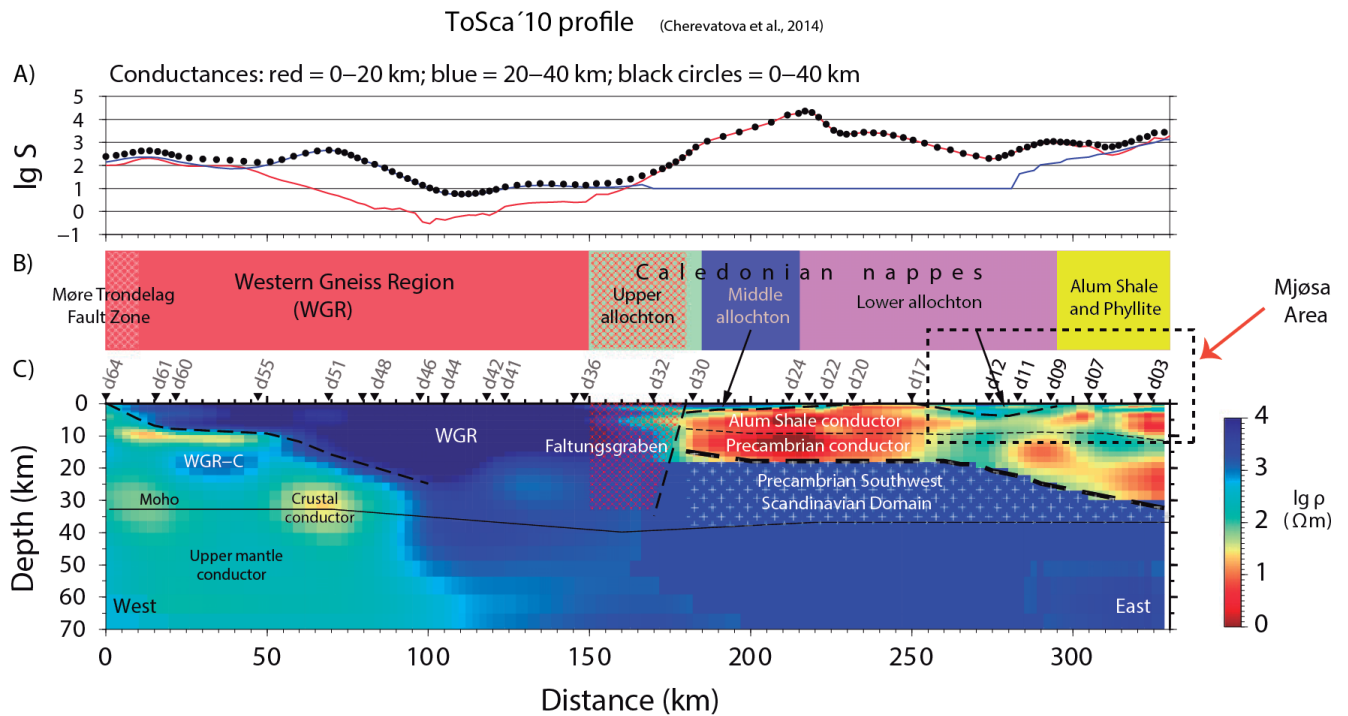 ToSca´10 profile (Cherevatova et al., 2014)
A) Conductances: red = 0–20 km; blue = 20–40 km; black circles = 0–40 km
lg S
5
4
3
2
1
0
−1
B)
Møre Trondelag
Fault Zone
Western Gneiss Region
(WGR)
Caledonian nappes
Upper
allochton
Middle
allochton
Lower allochton
Alum Shale
and Phyllite
Mjøsa
Area
C)
d64 d61 d60 d55 d51 d48 d46 d44 d42 d41 d36 d32 d30 d24 d22 d20 d17 d12 d11 d09 d07 d03
Depth (km)
0
10
20
30
40
50
60
70
WGR
WGR−C
Moho
Crustal
conductor
Upper mantle
conductor
Faltungsgraben
Alum Shale conductor
Precambrian conductor
Precambrian Southwest
Scandinavian Domain
West
East
0 50 100 150 200 250 300
Distance (km)
4
3
2
1
0
lg ρ
(Ωm)